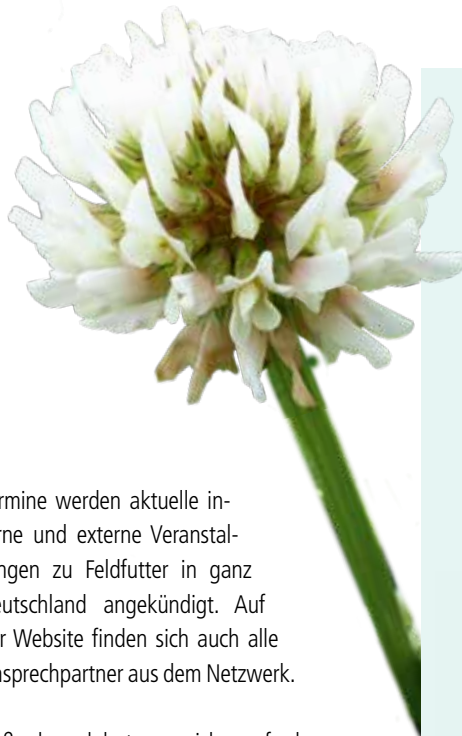 rmine werden aktuelle in-
rne und externe Veranstal-
ngen zu Feldfutter in ganz
eutschland angekündigt. Auf
r Website finden sich auch alle
nsprechpartner aus dem Netzwerk.